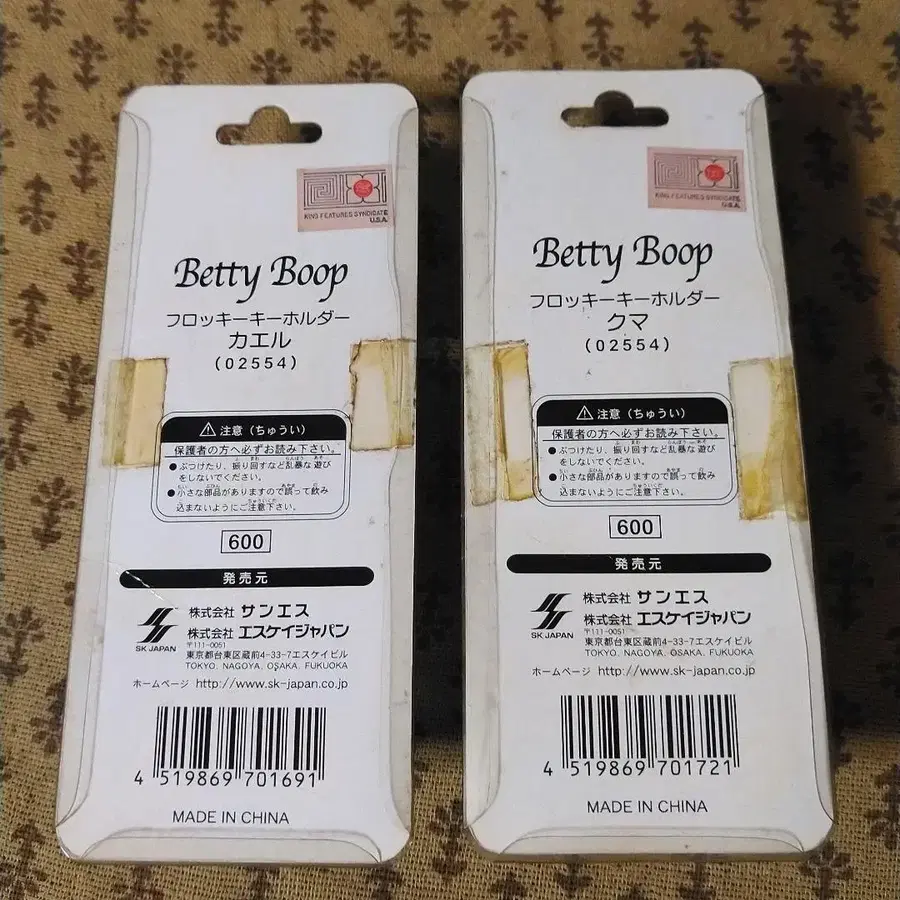 KING FEATURES SYNDICATE
U.S.A.
Betty Boop
フロッキーキーホルダー
カエル
(02554)
注意 (ちゅうい)
保護者の方へ必ずお読み下さい。
●ぶつけたり、振り回すなど乱暴な遊び
をしないでください。
●小さな部品がありますので誤って飲み
込まないようにご注意下さい。
600
発売元
株式会社 サンエス
株式会社 エスケイジャパン
SK JAPAN
〒111-0051
東京都台東区蔵前4-33-7エスケイビル
TOKYO, NAGOYA, OSAKA, FUKUOKA
ホームページ http://www.sk-japan.co.jp
4 519869 701691
MADE IN CHINA
KING FEATURES SYNDICATE
U.S.A.
Betty Boop
フロッキーキーホルダー
クマ
(02554)
注意 (ちゅうい)
保護者の方へ必ずお読み下さい。
●ぶつけたり、振り回すなど乱暴な遊び
をしないでください。
●小さな部品がありますので誤って飲み
込まないようにご注意下さい。
600
発売元
株式会社 サンエス
株式会社 エスケイジャパン
SK JAPAN
〒111-0051
東京都台東区蔵前4-33-7エスケイビル
TOKYO, NAGOYA, OSAKA, FUKUOKA
ホームページ http://www.sk-japan.co.jp
4 519869 701721
MADE IN CHINA